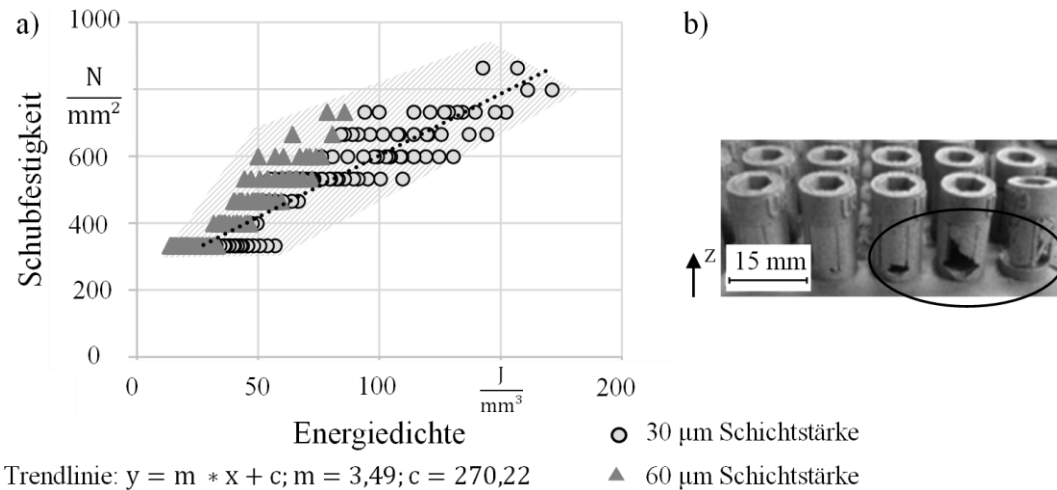 a)
b)
1000
N
mm²
600
400
200
0
Schubfestigkeit
0
50
100
J
mm³
200
Energiedichte
30 µm Schichtstärke
60 µm Schichtstärke
Trendlinie: y = m * x + c; m = 3,49; c = 270,22
z
15 mm